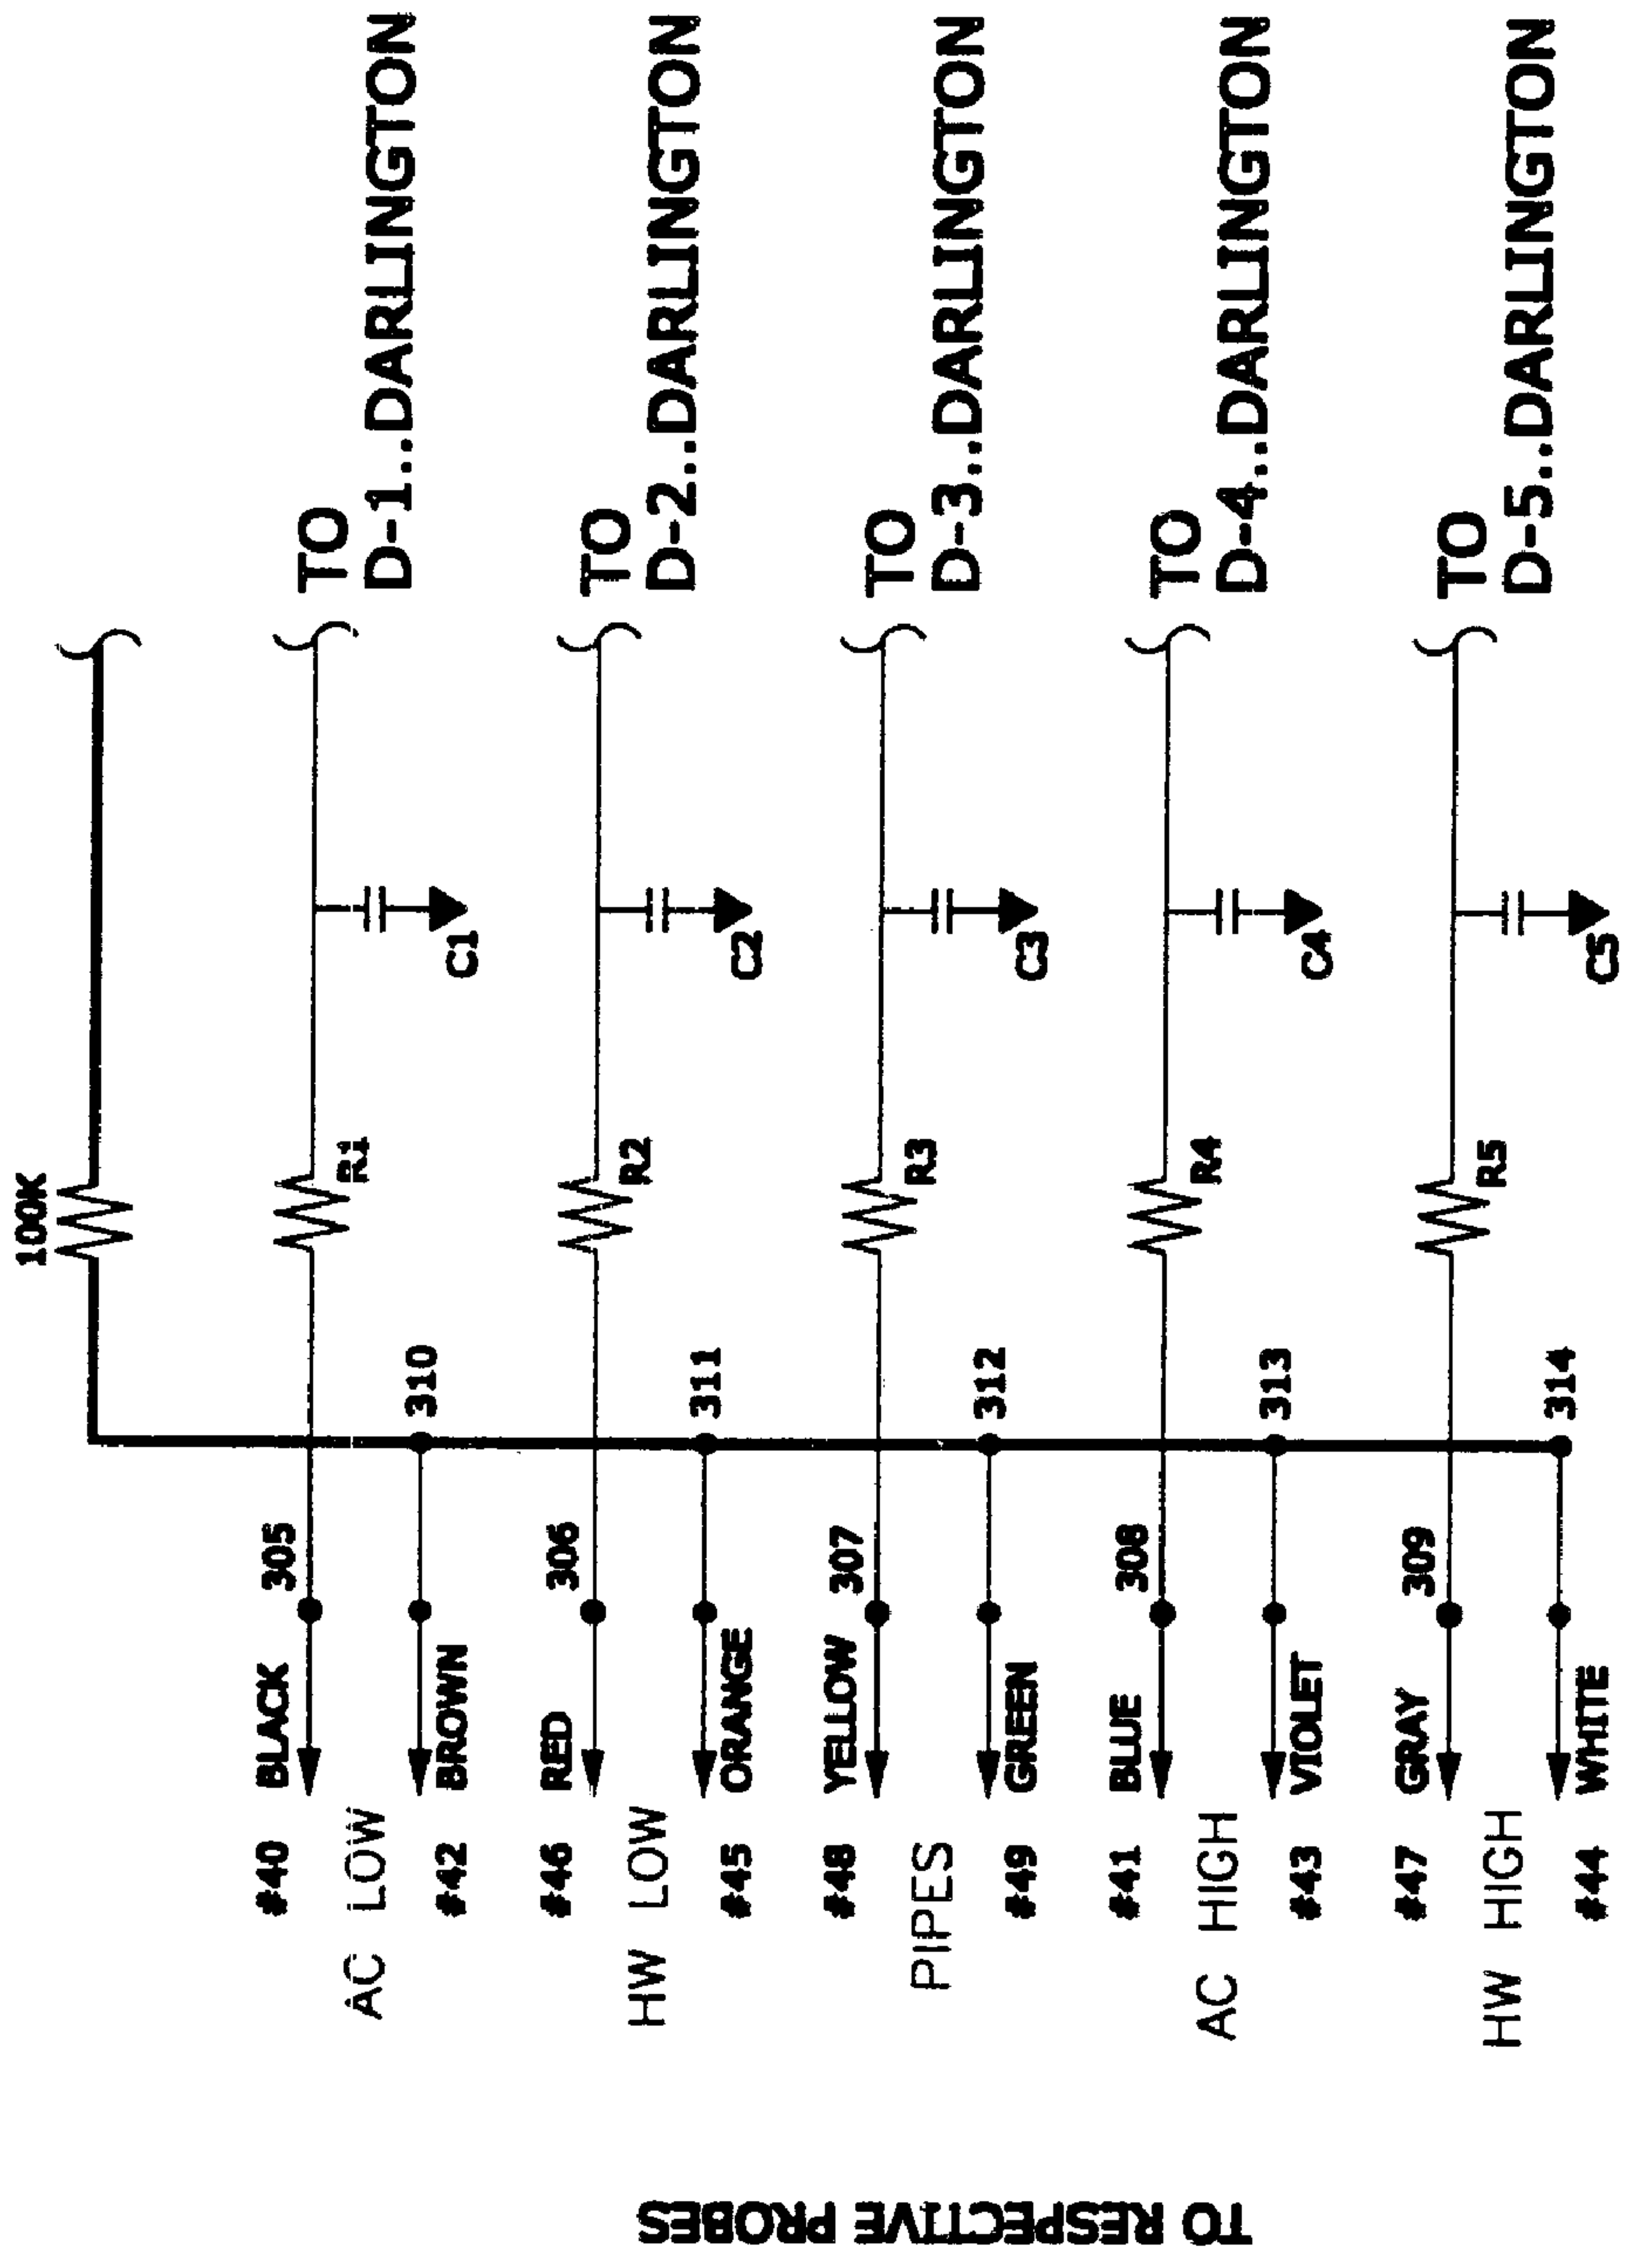 TO RESPECTIVE PROBES
100K
#40 BLACK 305
R1
C1
TO
D-1..DARLINGTON
AC LOW
#42 BROWN 310
#46 RED 306
R2
C2
TO
D-2..DARLINGTON
HW LOW
#45 ORANGE 311
#48 YELLOW 307
R3
C3
TO
D-3..DARLINGTON
PIPES
#49 GREEN 312
#41 BLUE 308
R4
C4
TO
D-4..DARLINGTON
AC HIGH
#43 VIOLET 313
#47 GRAY 309
R5
C5
TO
D-5..DARLINGTON
HW HIGH
#44 WHITE 314